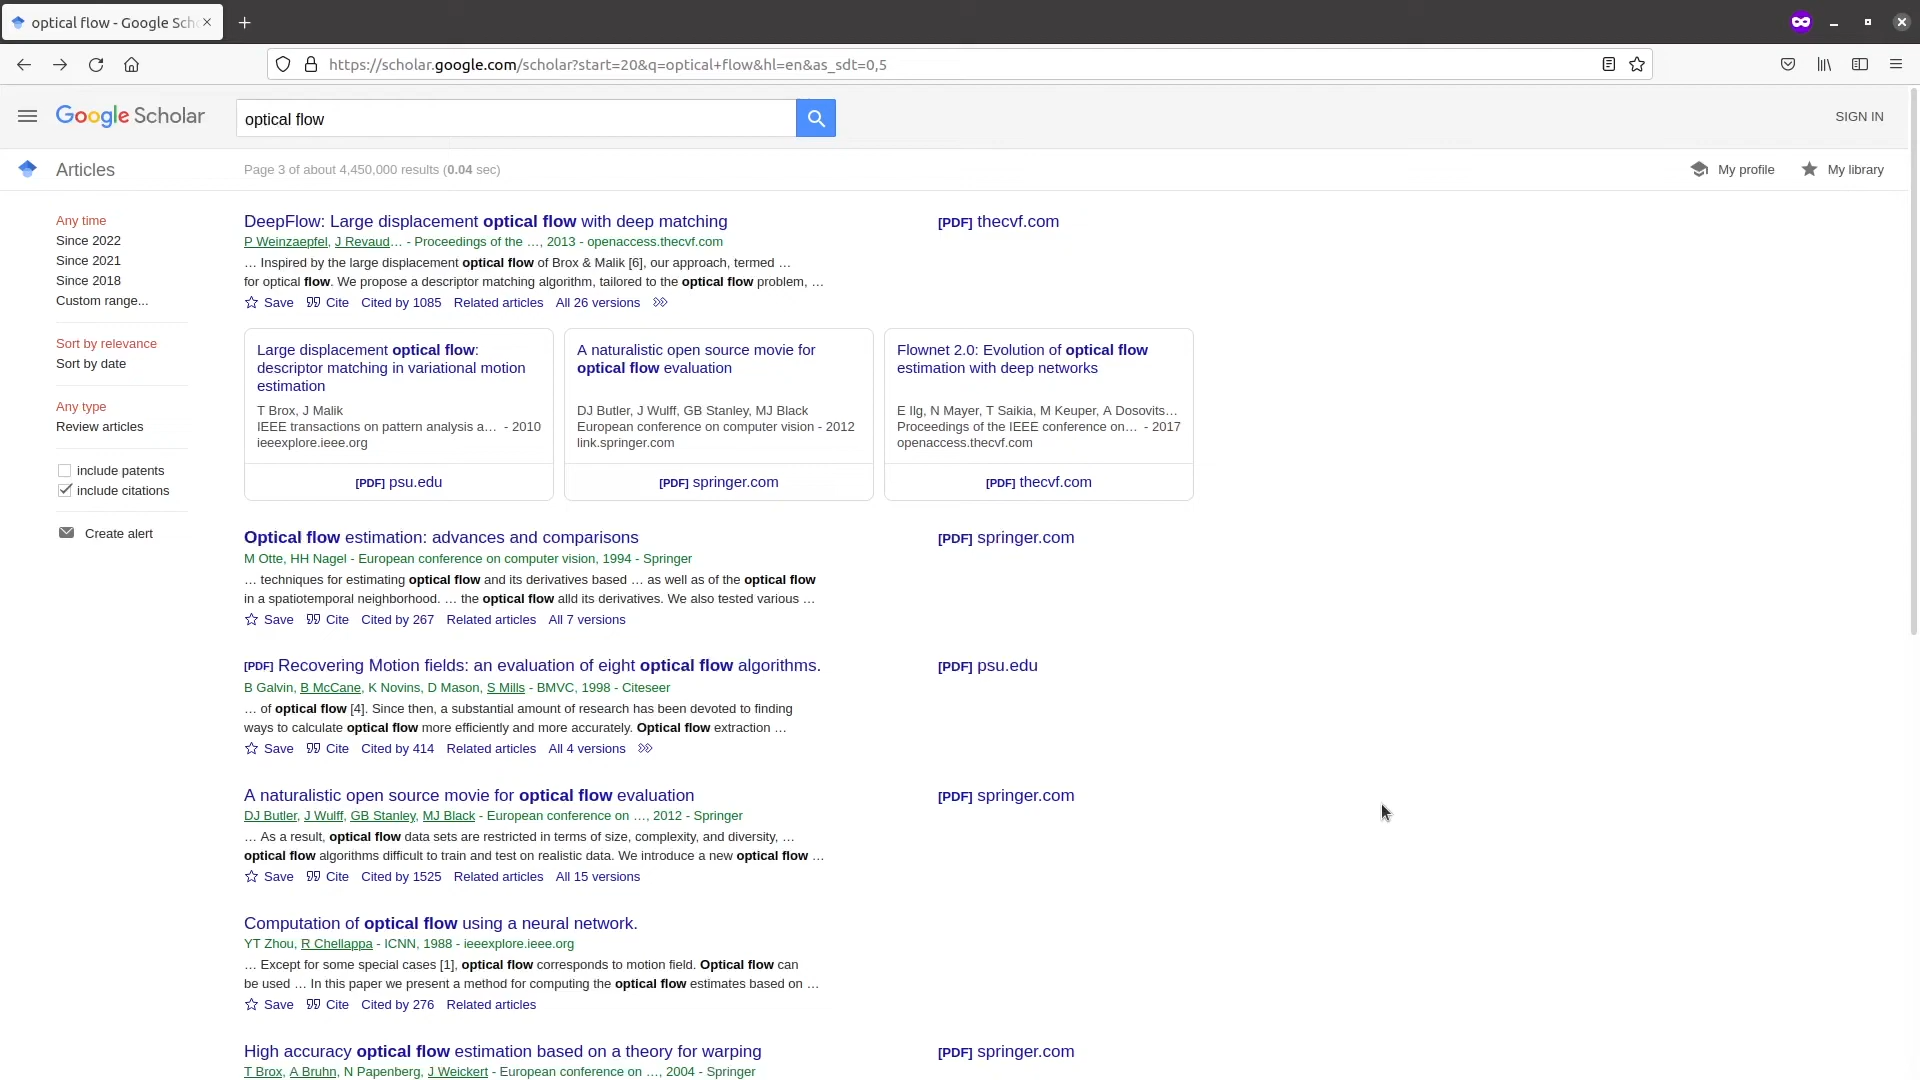 optical flow - Google Sch
https://scholar.google.com/scholar?start=20&q=optical+flow&hl=en&as_sdt=0,5
Google Scholar
optical flow
SIGN IN
Articles
Page 3 of about 4,450,000 results (0.04 sec)
My profile
My library
Any time
Since 2022
Since 2021
Since 2018
Custom range...
Sort by relevance
Sort by date
Any type
Review articles
include patents
include citations
Create alert
DeepFlow: Large displacement optical flow with deep matching
[PDF] thecvf.com
P Weinzaepfel, J Revaud… - Proceedings of the …, 2013 - openaccess.thecvf.com
… Inspired by the large displacement optical flow of Brox & Malik [6], our approach, termed …
for optical flow. We propose a descriptor matching algorithm, tailored to the optical flow problem, …
Save Cite Cited by 1085 Related articles All 26 versions
Large displacement optical flow:
descriptor matching in variational motion
estimation
T Brox, J Malik
IEEE transactions on pattern analysis a… - 2010
ieeexplore.ieee.org
[PDF] psu.edu
A naturalistic open source movie for
optical flow evaluation
DJ Butler, J Wulff, GB Stanley, MJ Black
European conference on computer vision - 2012
link.springer.com
[PDF] springer.com
Flownet 2.0: Evolution of optical flow
estimation with deep networks
E Ilg, N Mayer, T Saikia, M Keuper, A Dosovits…
Proceedings of the IEEE conference on… - 2017
openaccess.thecvf.com
[PDF] thecvf.com
Optical flow estimation: advances and comparisons
[PDF] springer.com
M Otte, HH Nagel - European conference on computer vision, 1994 - Springer
… techniques for estimating optical flow and its derivatives based … as well as of the optical flow
in a spatiotemporal neighborhood. … the optical flow alld its derivatives. We also tested various …
Save Cite Cited by 267 Related articles All 7 versions
[PDF] Recovering Motion fields: an evaluation of eight optical flow algorithms.
[PDF] psu.edu
B Galvin, B McCane, K Novins, D Mason, S Mills - BMVC, 1998 - Citeseer
… of optical flow [4]. Since then, a substantial amount of research has been devoted to finding
ways to calculate optical flow more efficiently and more accurately. Optical flow extraction …
Save Cite Cited by 414 Related articles All 4 versions
A naturalistic open source movie for optical flow evaluation
[PDF] springer.com
DJ Butler, J Wulff, GB Stanley, MJ Black - European conference on …, 2012 - Springer
… As a result, optical flow data sets are restricted in terms of size, complexity, and diversity, …
optical flow algorithms difficult to train and test on realistic data. We introduce a new optical flow …
Save Cite Cited by 1525 Related articles All 15 versions
Computation of optical flow using a neural network.
YT Zhou, R Chellappa - ICNN, 1988 - ieeexplore.ieee.org
… Except for some special cases [1], optical flow corresponds to motion field. Optical flow can
be used … In this paper we present a method for computing the optical flow estimates based on …
Save Cite Cited by 276 Related articles
High accuracy optical flow estimation based on a theory for warping
[PDF] springer.com
T Brox, A Bruhn, N Papenberg, J Weickert - European conference on …, 2004 - Springer